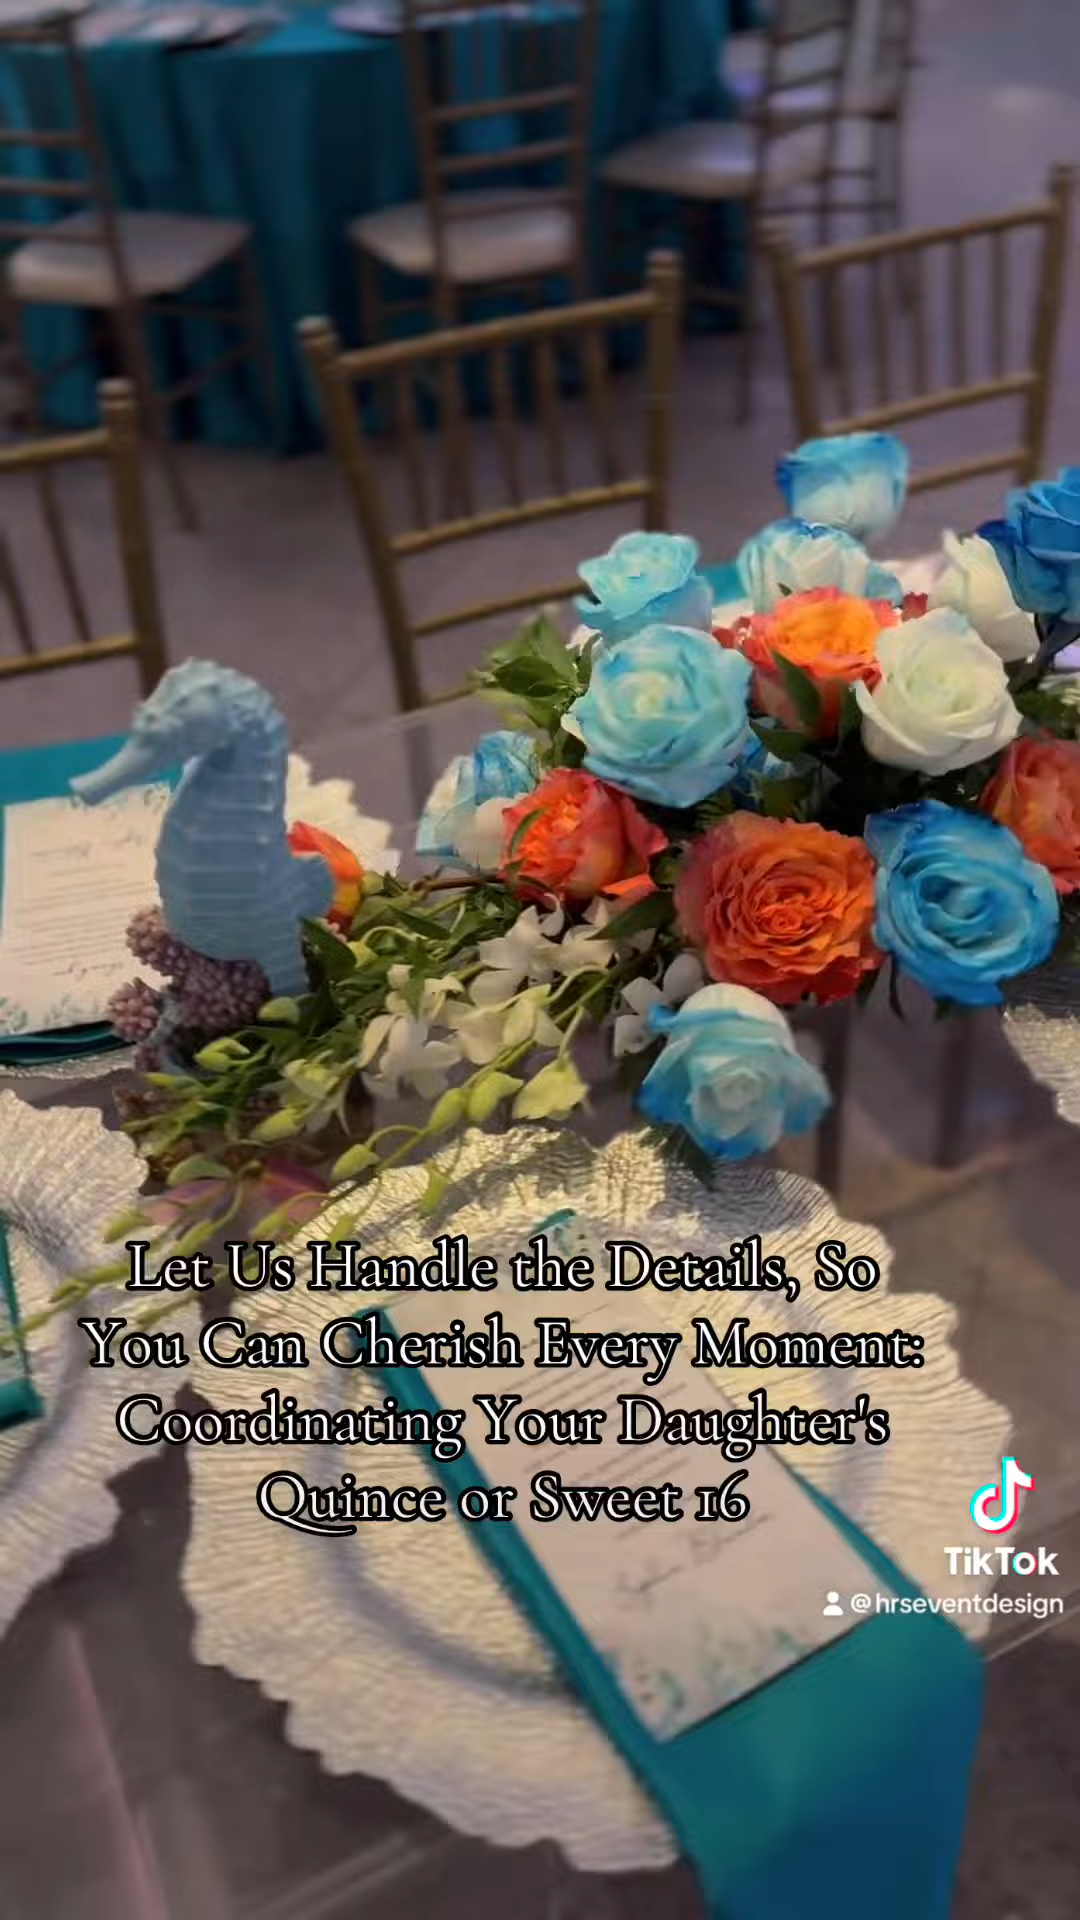 Let Us Handle the Details, So
You Can Cherish Every Moment:
Coordinating Your Daughter's
Quince or Sweet 16
TikTok
@hrseventdesign